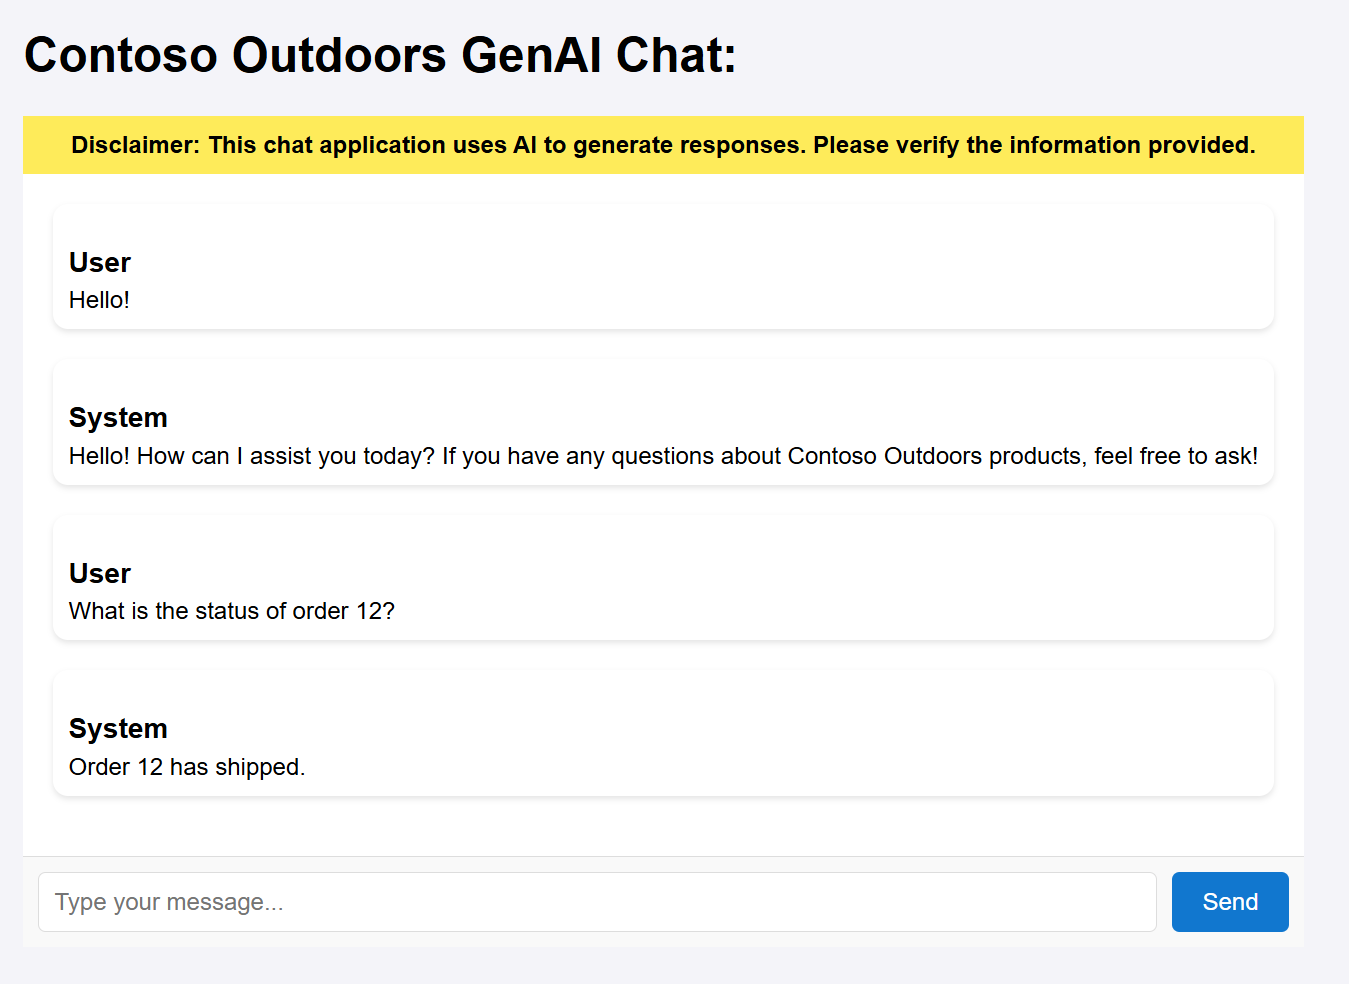 Contoso Outdoors GenAI Chat:
Disclaimer: This chat application uses AI to generate responses. Please verify the information provided.
User
Hello!
System
Hello! How can I assist you today? If you have any questions about Contoso Outdoors products, feel free to ask!
User
What is the status of order 12?
System
Order 12 has shipped.
Type your message...
Send